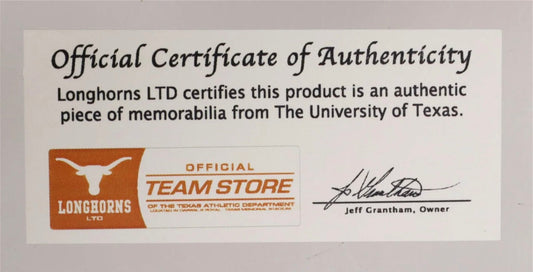 Official Certificate of Authenticity
Longhorns LTD certifies this product is an authentic
piece of memorabilia from The University of Texas.
OFFICIAL
TEAM STORE
OF THE TEXAS ATHLETIC DEPARTMENT
LONGHORNS
LTD
Jeff Grantham, Owner